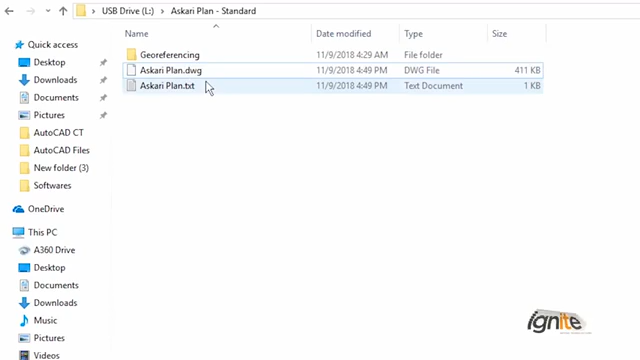 USB Drive (L:) > Askari Plan - Standard
Name Date modified Type Size
Quick access
Desktop
Downloads
Documents
Pictures
AutoCAD CT
AutoCAD Files
New folder (3)
Softwares
OneDrive
This PC
A360 Drive
Desktop
Documents
Downloads
Music
Pictures
Videos
Georeferencing 11/9/2018 4:29 AM File folder
Askari Plan.dwg 11/9/2018 4:49 PM DWG File 411 KB
Askari Plan.txt 11/9/2018 4:49 PM Text Document 1 KB
ignite